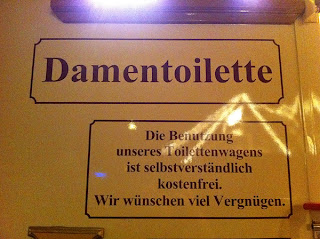 Damentoilette
Die Benutzung
unseres Toilettenwagens
ist selbstverständlich
kostenfrei.
Wir wünschen viel Vergnügen.